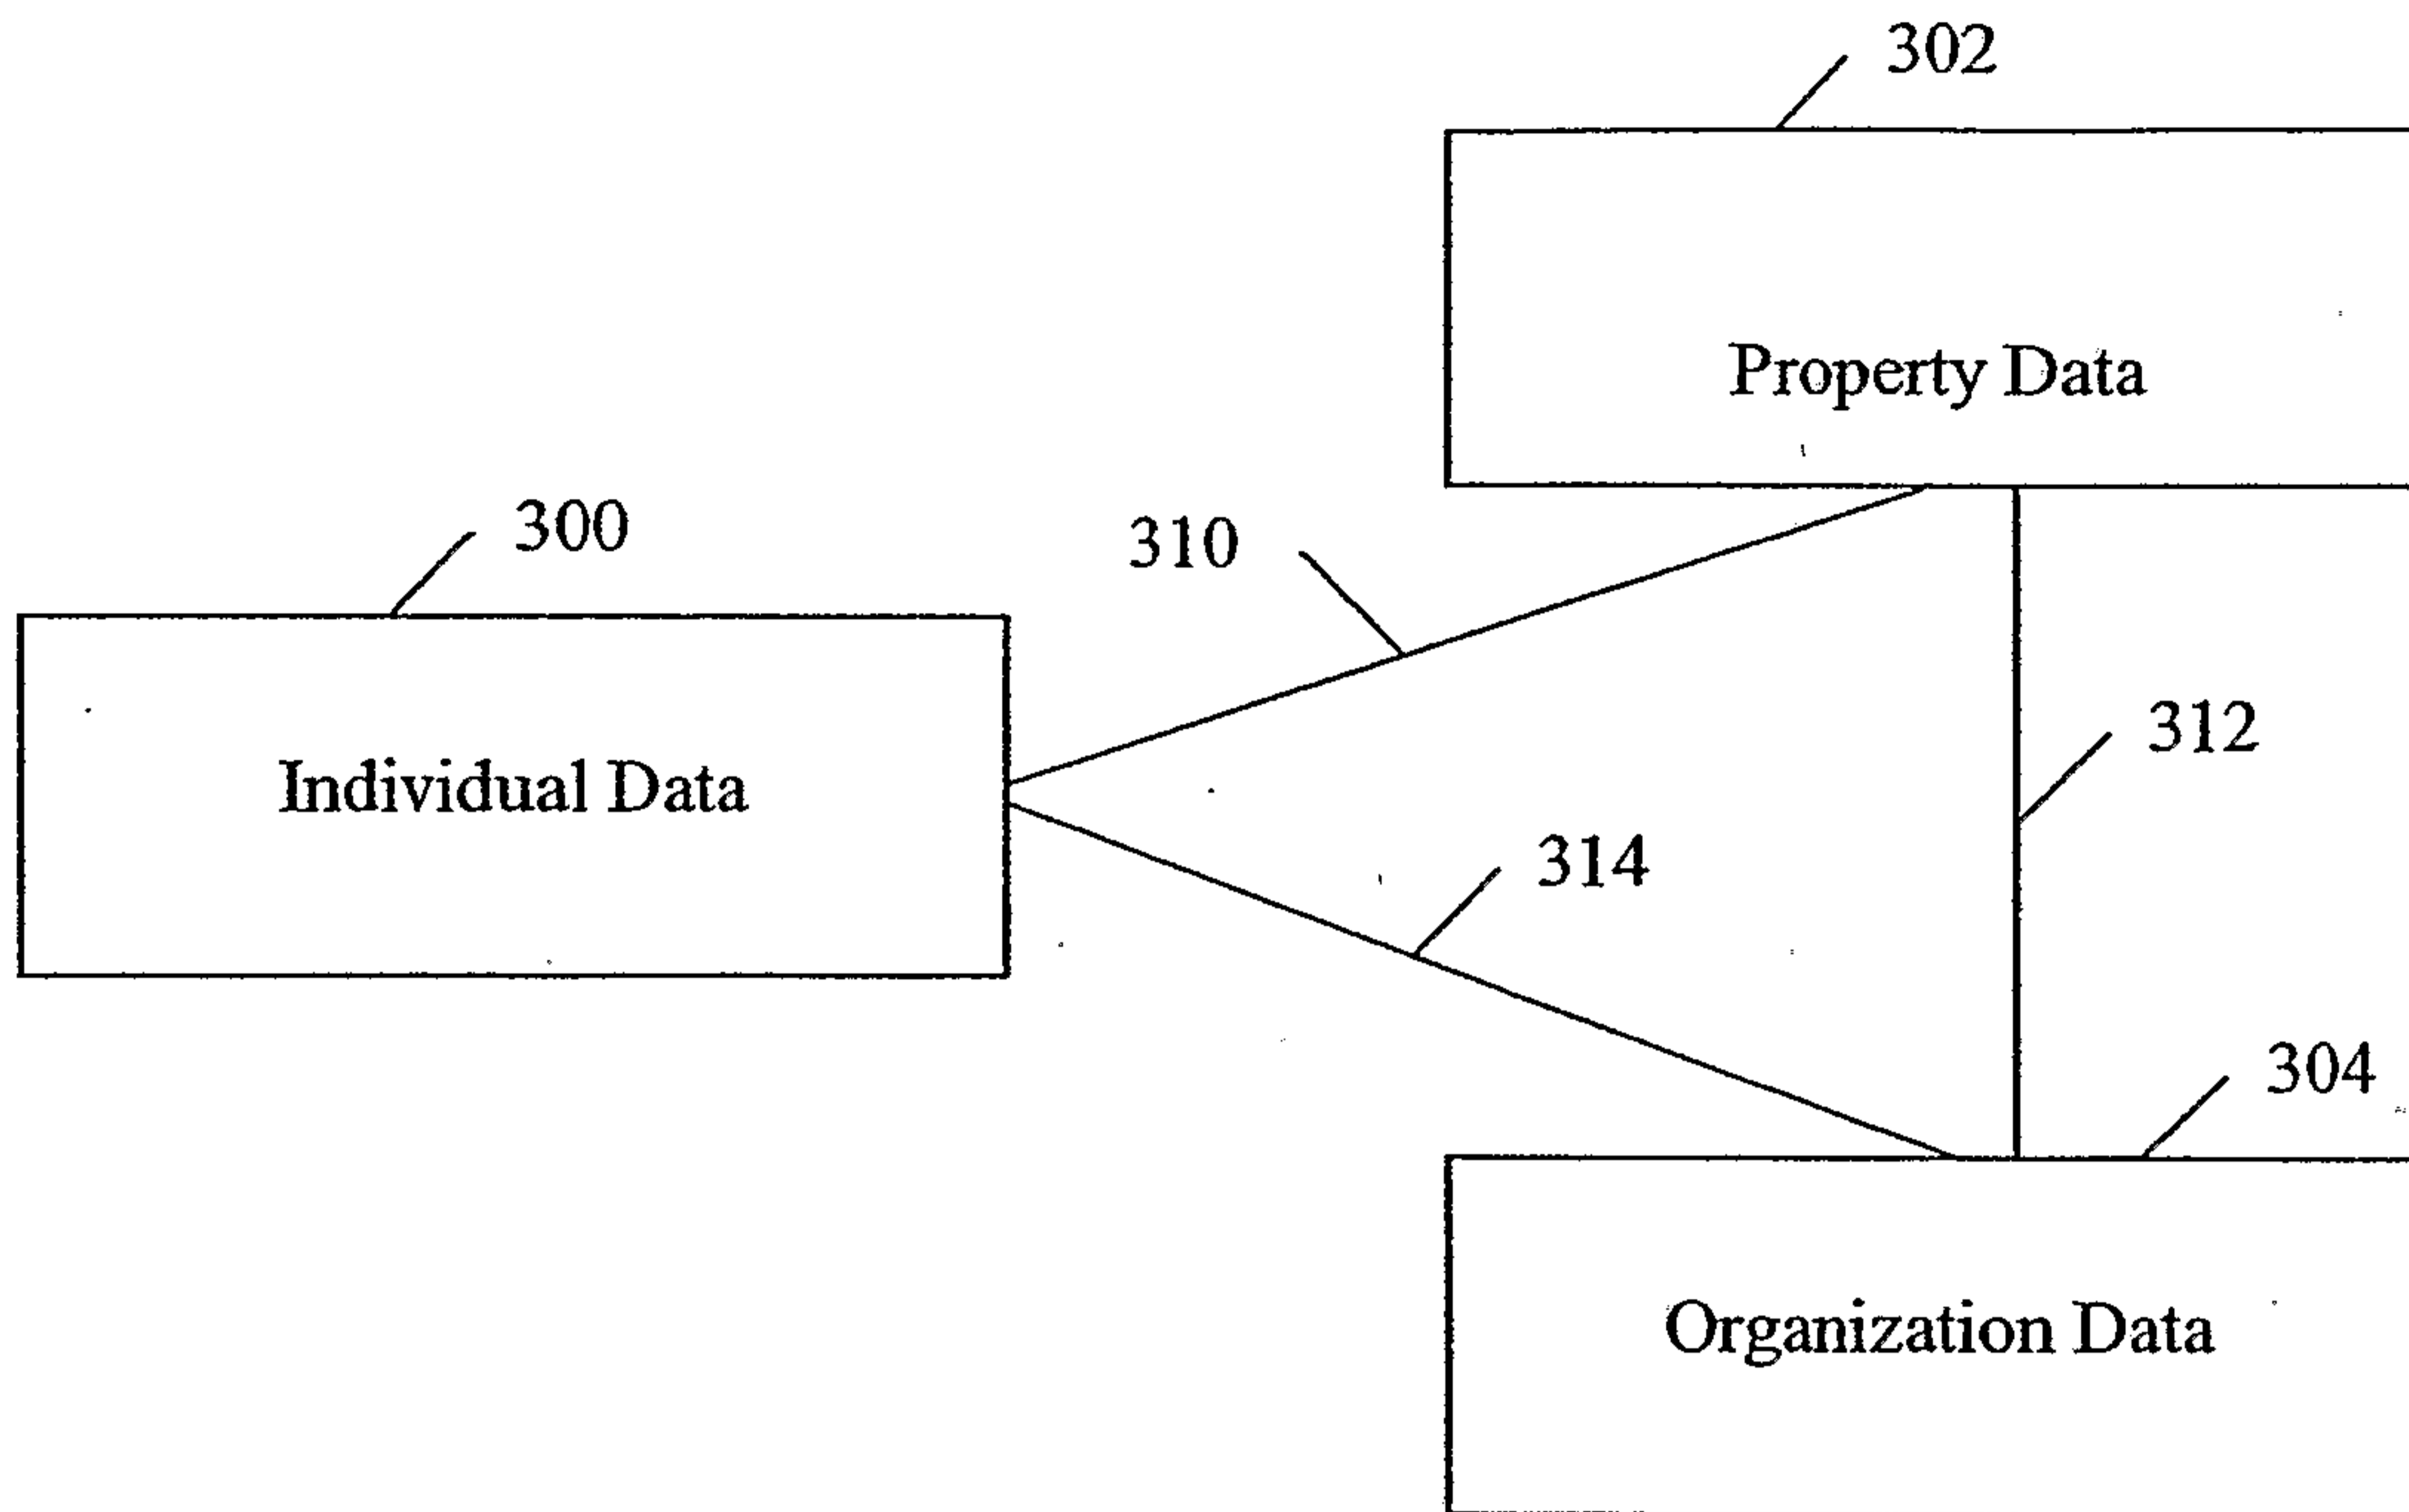 302
Property Data
300
310
Individual Data
312
314
304
Organization Data